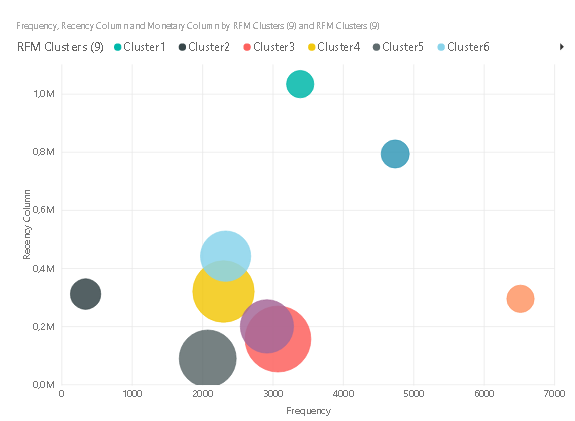 Frequency, Recency Column and Monetary Column by RFM Clusters (9) and RFM Clusters (9)
RFM Clusters (9) Cluster1 Cluster2 Cluster3 Cluster4 Cluster5 Cluster6
1,0M
0,8M
0,6M
0,4M
0,2M
0,0M
Recency Column
0 1000 2000 3000 4000 5000 6000 7000
Frequency